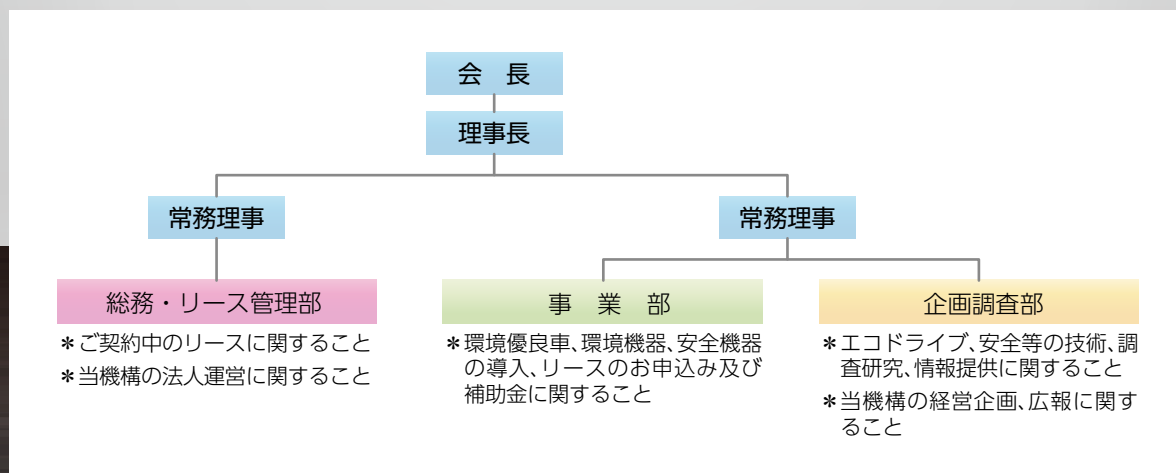 会　長
理事長
常務理事
常務理事
総務・リース管理部
＊ご契約中のリースに関すること
＊当機構の法人運営に関すること
事　業　部
＊環境優良車、環境機器、安全機器
の導入、リースのお申込み及び
補助金に関すること
企画調査部
＊エコドライブ、安全等の技術、調
査研究、情報提供に関すること
＊当機構の経営企画、広報に関す
ること